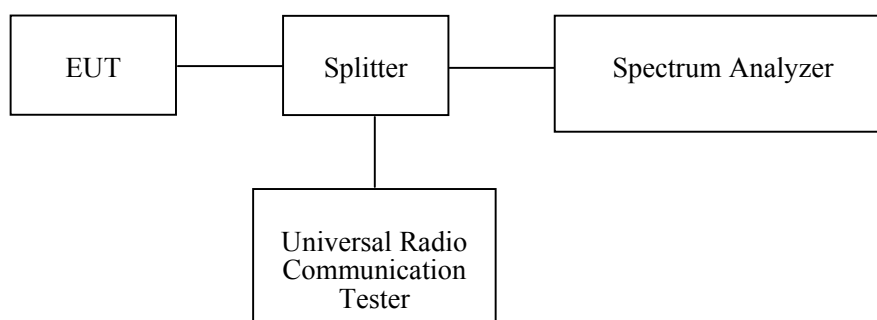 EUT
Splitter
Spectrum Analyzer
Universal Radio
Communication
Tester